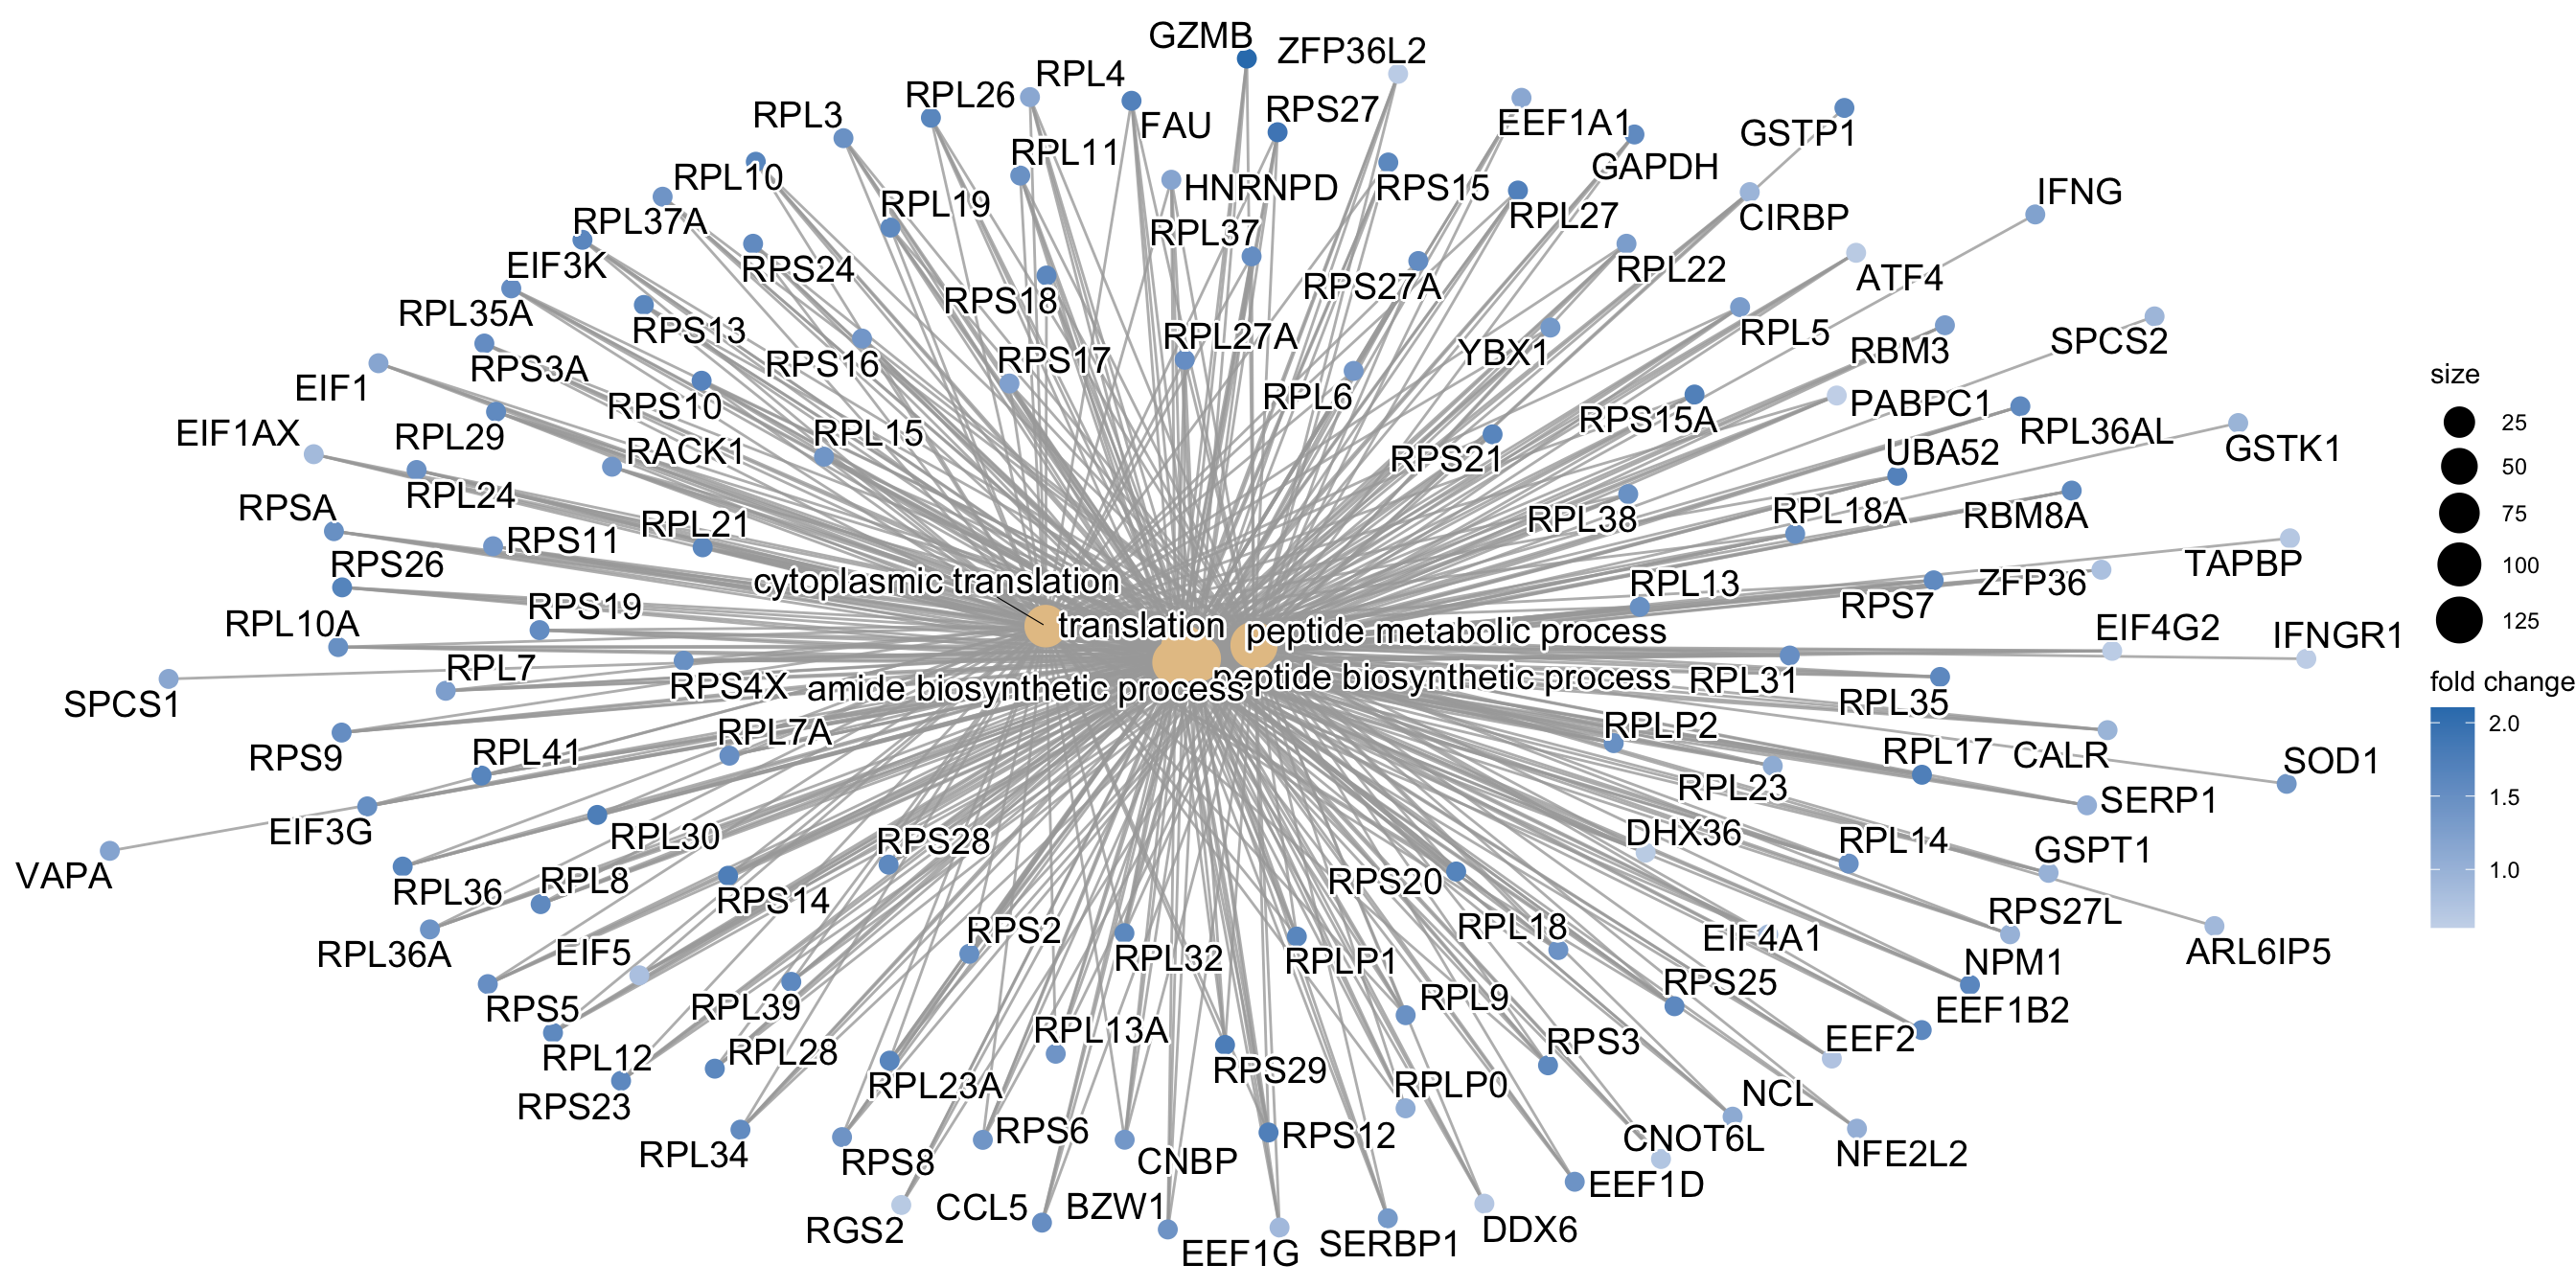 GZMB
ZFP36L2
RPL4
RPL26
RPL3
FAU
RPS27
EEF1A1
GSTP1
RPL11
GAPDH
RPL10
HNRNPD
RPS15
IFNG
RPL19
RPL27
CIRBP
RPL37A
RPL37
EIF3K
RPS24
RPS27A
RPL22
ATF4
RPS18
RPL35A
RPS13
RPL27A
RPL5
SPCS2
RPS3A
RPS16
RPS17
YBX1
RBM3
EIF1
RPS10
RPL6
RPS15A
PABPC1
EIF1AX
RPL29
RPL15
RPL36AL
RACK1
RPS21
UBA52
GSTK1
RPL24
RPSA
RPL21
RPL38
RPL18A
RBM8A
RPS11
RPS26
TAPBP
cytoplasmic translation
RPL13
ZFP36
RPS19
RPS7
RPL10A
translation
peptide metabolic process
EIF4G2
IFNGR1
RPL7
RPS4X
amide biosynthetic process
peptide biosynthetic process
RPL31
SPCS1
RPL35
RPL7A
RPLP2
RPS9
RPL41
RPL17
CALR
SOD1
RPL23
SERP1
EIF3G
RPL30
RPS28
DHX36
RPL14
GSPT1
VAPA
RPL36
RPL8
RPS14
RPS20
RPS27L
RPL36A
EIF5
RPS2
RPL32
RPLP1
RPL18
EIF4A1
ARL6IP5
NPM1
RPS5
RPL39
RPL9
RPS25
EEF1B2
RPL12
RPL28
RPL13A
RPS3
EEF2
RPS23
RPL23A
RPS29
RPLP0
NCL
RPL34
RPS8
RPS6
CNBP
RPS12
CNOT6L
NFE2L2
RGS2
CCL5
BZW1
EEF1G
SERBP1
DDX6
EEF1D
size
25
50
75
100
125
fold change
2.0
1.5
1.0